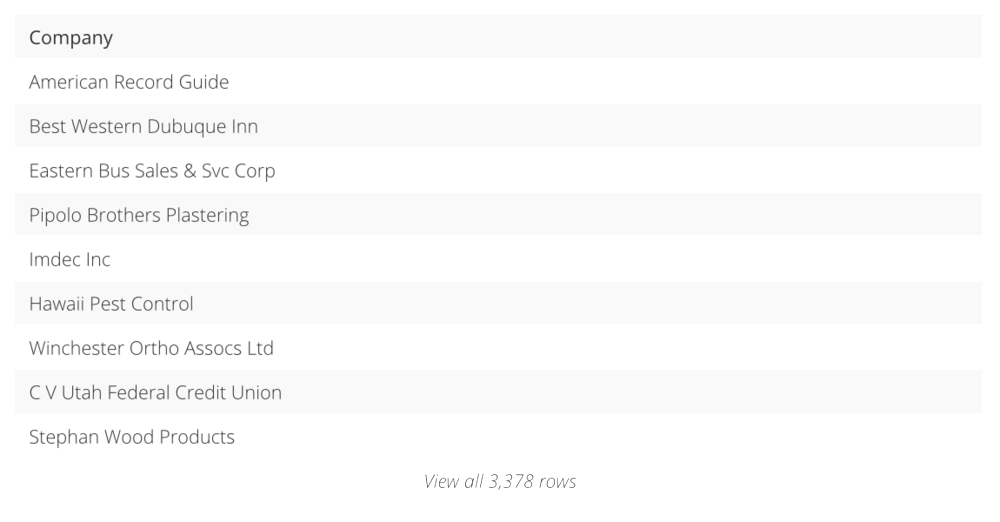 Company
American Record Guide
Best Western Dubuque Inn
Eastern Bus Sales & Svc Corp
Pipolo Brothers Plastering
Imdec Inc
Hawaii Pest Control
Winchester Ortho Assocs Ltd
C V Utah Federal Credit Union
Stephan Wood Products
View all 3,378 rows